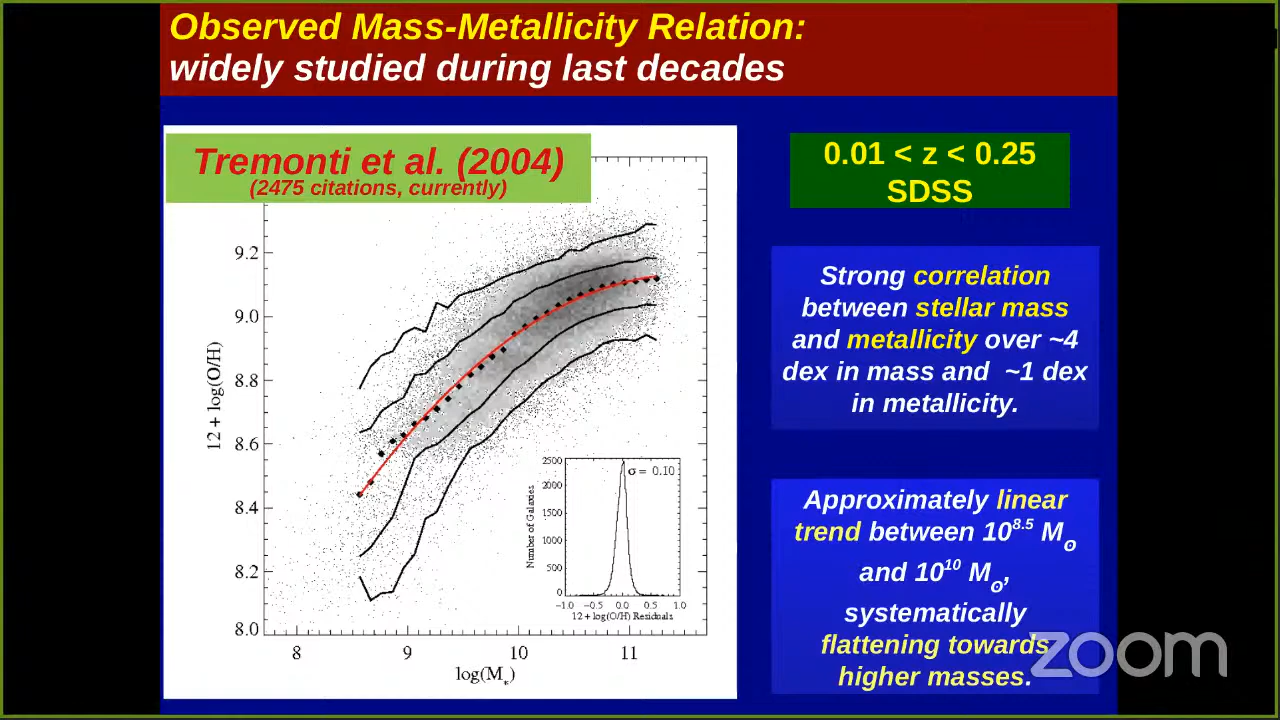 Observed Mass-Metallicity Relation:
widely studied during last decades
Tremonti et al. (2004)
(2475 citations, currently)
9.2
9.0
8.8
8.6
8.4
8.2
8.0
12 + log(O/H)
8
9
10
11
log(M*)
2500
2000
1500
1000
500
0
Number of Galaxies
σ = 0.10
-1.0
-0.5
0.0
0.5
1.0
12 + log(O/H) Residuals
0.01 < z < 0.25
SDSS
Strong correlation
between stellar mass
and metallicity over ~4
dex in mass and ~1 dex
in metallicity.
Approximately linear
trend between 10^8.5 M⊙
and 10^10 M⊙,
systematically
flattening towards
higher masses.
zoom